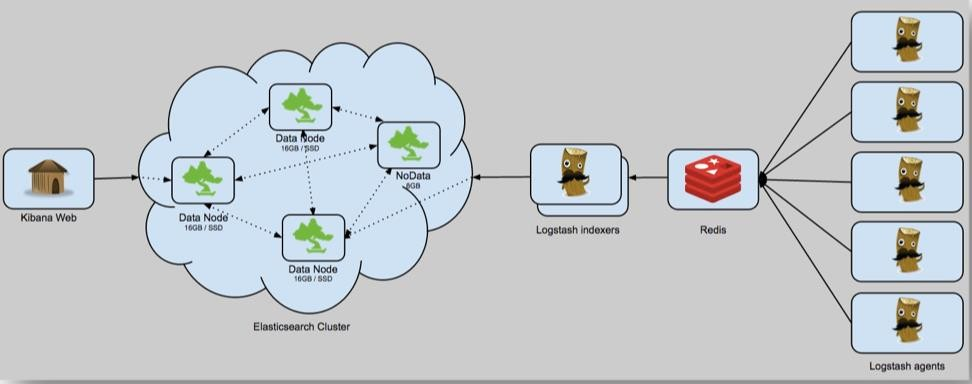 Kibana Web
Data Node
16GB / SSD
NoData
8GB
Data Node
16GB / SSD
Data Node
16GB / SSD
Elasticsearch Cluster
Logstash indexers
Redis
Logstash agents